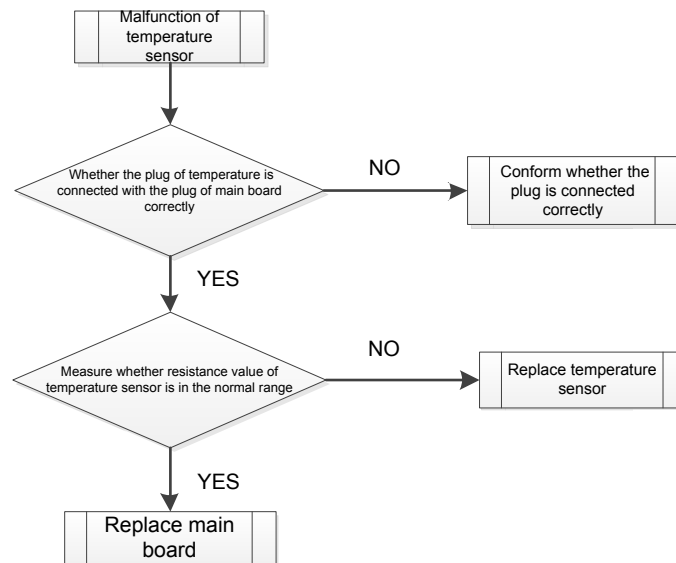 Malfunction of
temperature
sensor
Whether the plug of temperature is
connected with the plug of main board
correctly
NO
Conform whether the
plug is connected
correctly
YES
Measure whether resistance value of
temperature sensor is in the normal range
NO
Replace temperature
sensor
YES
Replace main
board